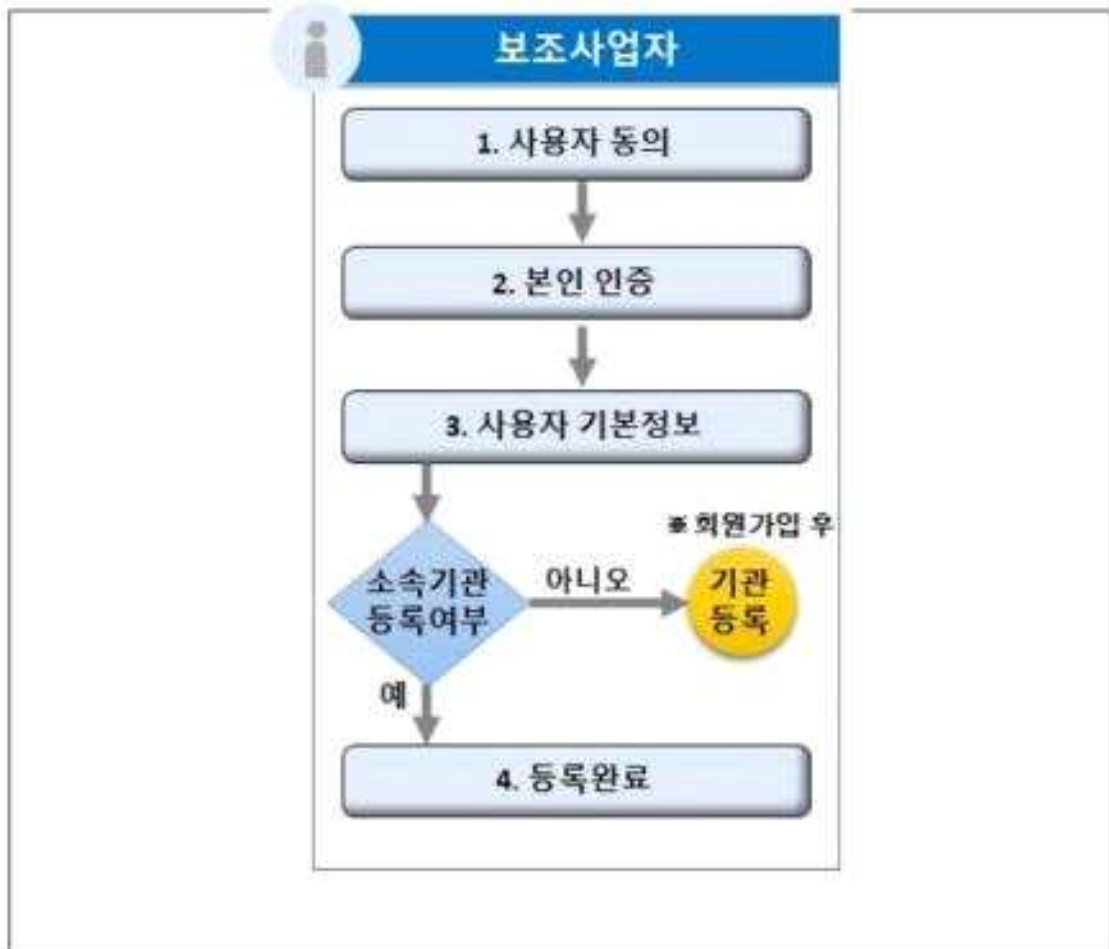 보조사업자
1. 사용자 동의
2. 본인 인증
3. 사용자 기본정보
※ 회원가입 후
소속기관
등록여부
아니오
기관
등록
예
4. 등록완료